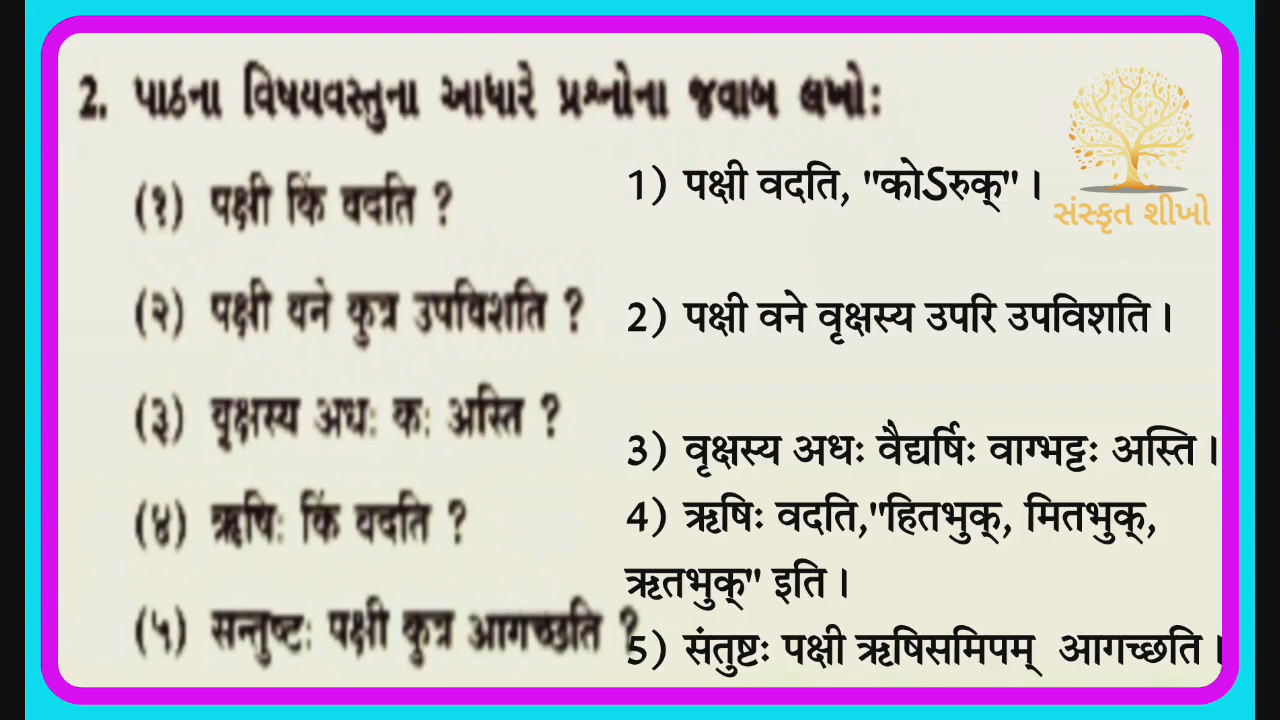 2. પાઠના વિષયવસ્તુના આધારે પ્રશ્નોના જવાબ લખો:
સંસ્કૃત શીખો
(१) पक्षी किं वदति ?
1) पक्षी वदति, "कोSरुक्" ।
(२) पक्षी वने कुत्र उपविशति ?
2) पक्षी वने वृक्षस्य उपरि उपविशति ।
(३) वृक्षस्य अधः कः अस्ति ?
3) वृक्षस्य अधः वैद्यर्षिः वाग्भट्टः अस्ति ।
(४) ऋषिः किं वदति ?
4) ऋषिः वदति,"हितभुक्, मितभुक्,
ऋतभुक्" इति ।
(५) सन्तुष्टः पक्षी कुत्र आगच्छति ?
5) संतुष्टः पक्षी ऋषिसमिपम् आगच्छति ।